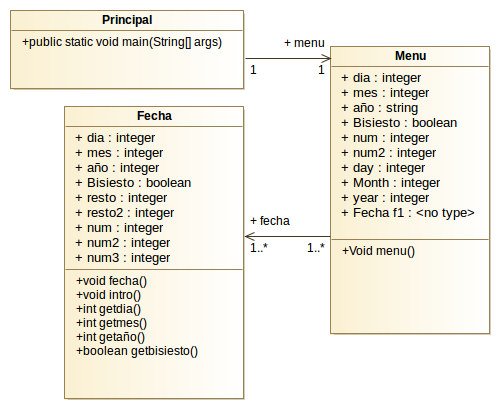 Principal
+public static void main(String[] args)
+ menu
1
1
Menu
+ dia : integer
+ mes : integer
+ año : string
+ Bisiesto : boolean
+ num : integer
+ num2 : integer
+ day : integer
+ Month : integer
+ year : integer
+ Fecha f1 : <no type>
+Void menu()
Fecha
+ dia : integer
+ mes : integer
+ año : integer
+ Bisiesto : boolean
+ resto : integer
+ resto2 : integer
+ num : integer
+ num2 : integer
+ num3 : integer
+void fecha()
+void intro()
+int getdia()
+int getmes()
+int getaño()
+boolean getbisiesto()
+ fecha
1..*
1..*